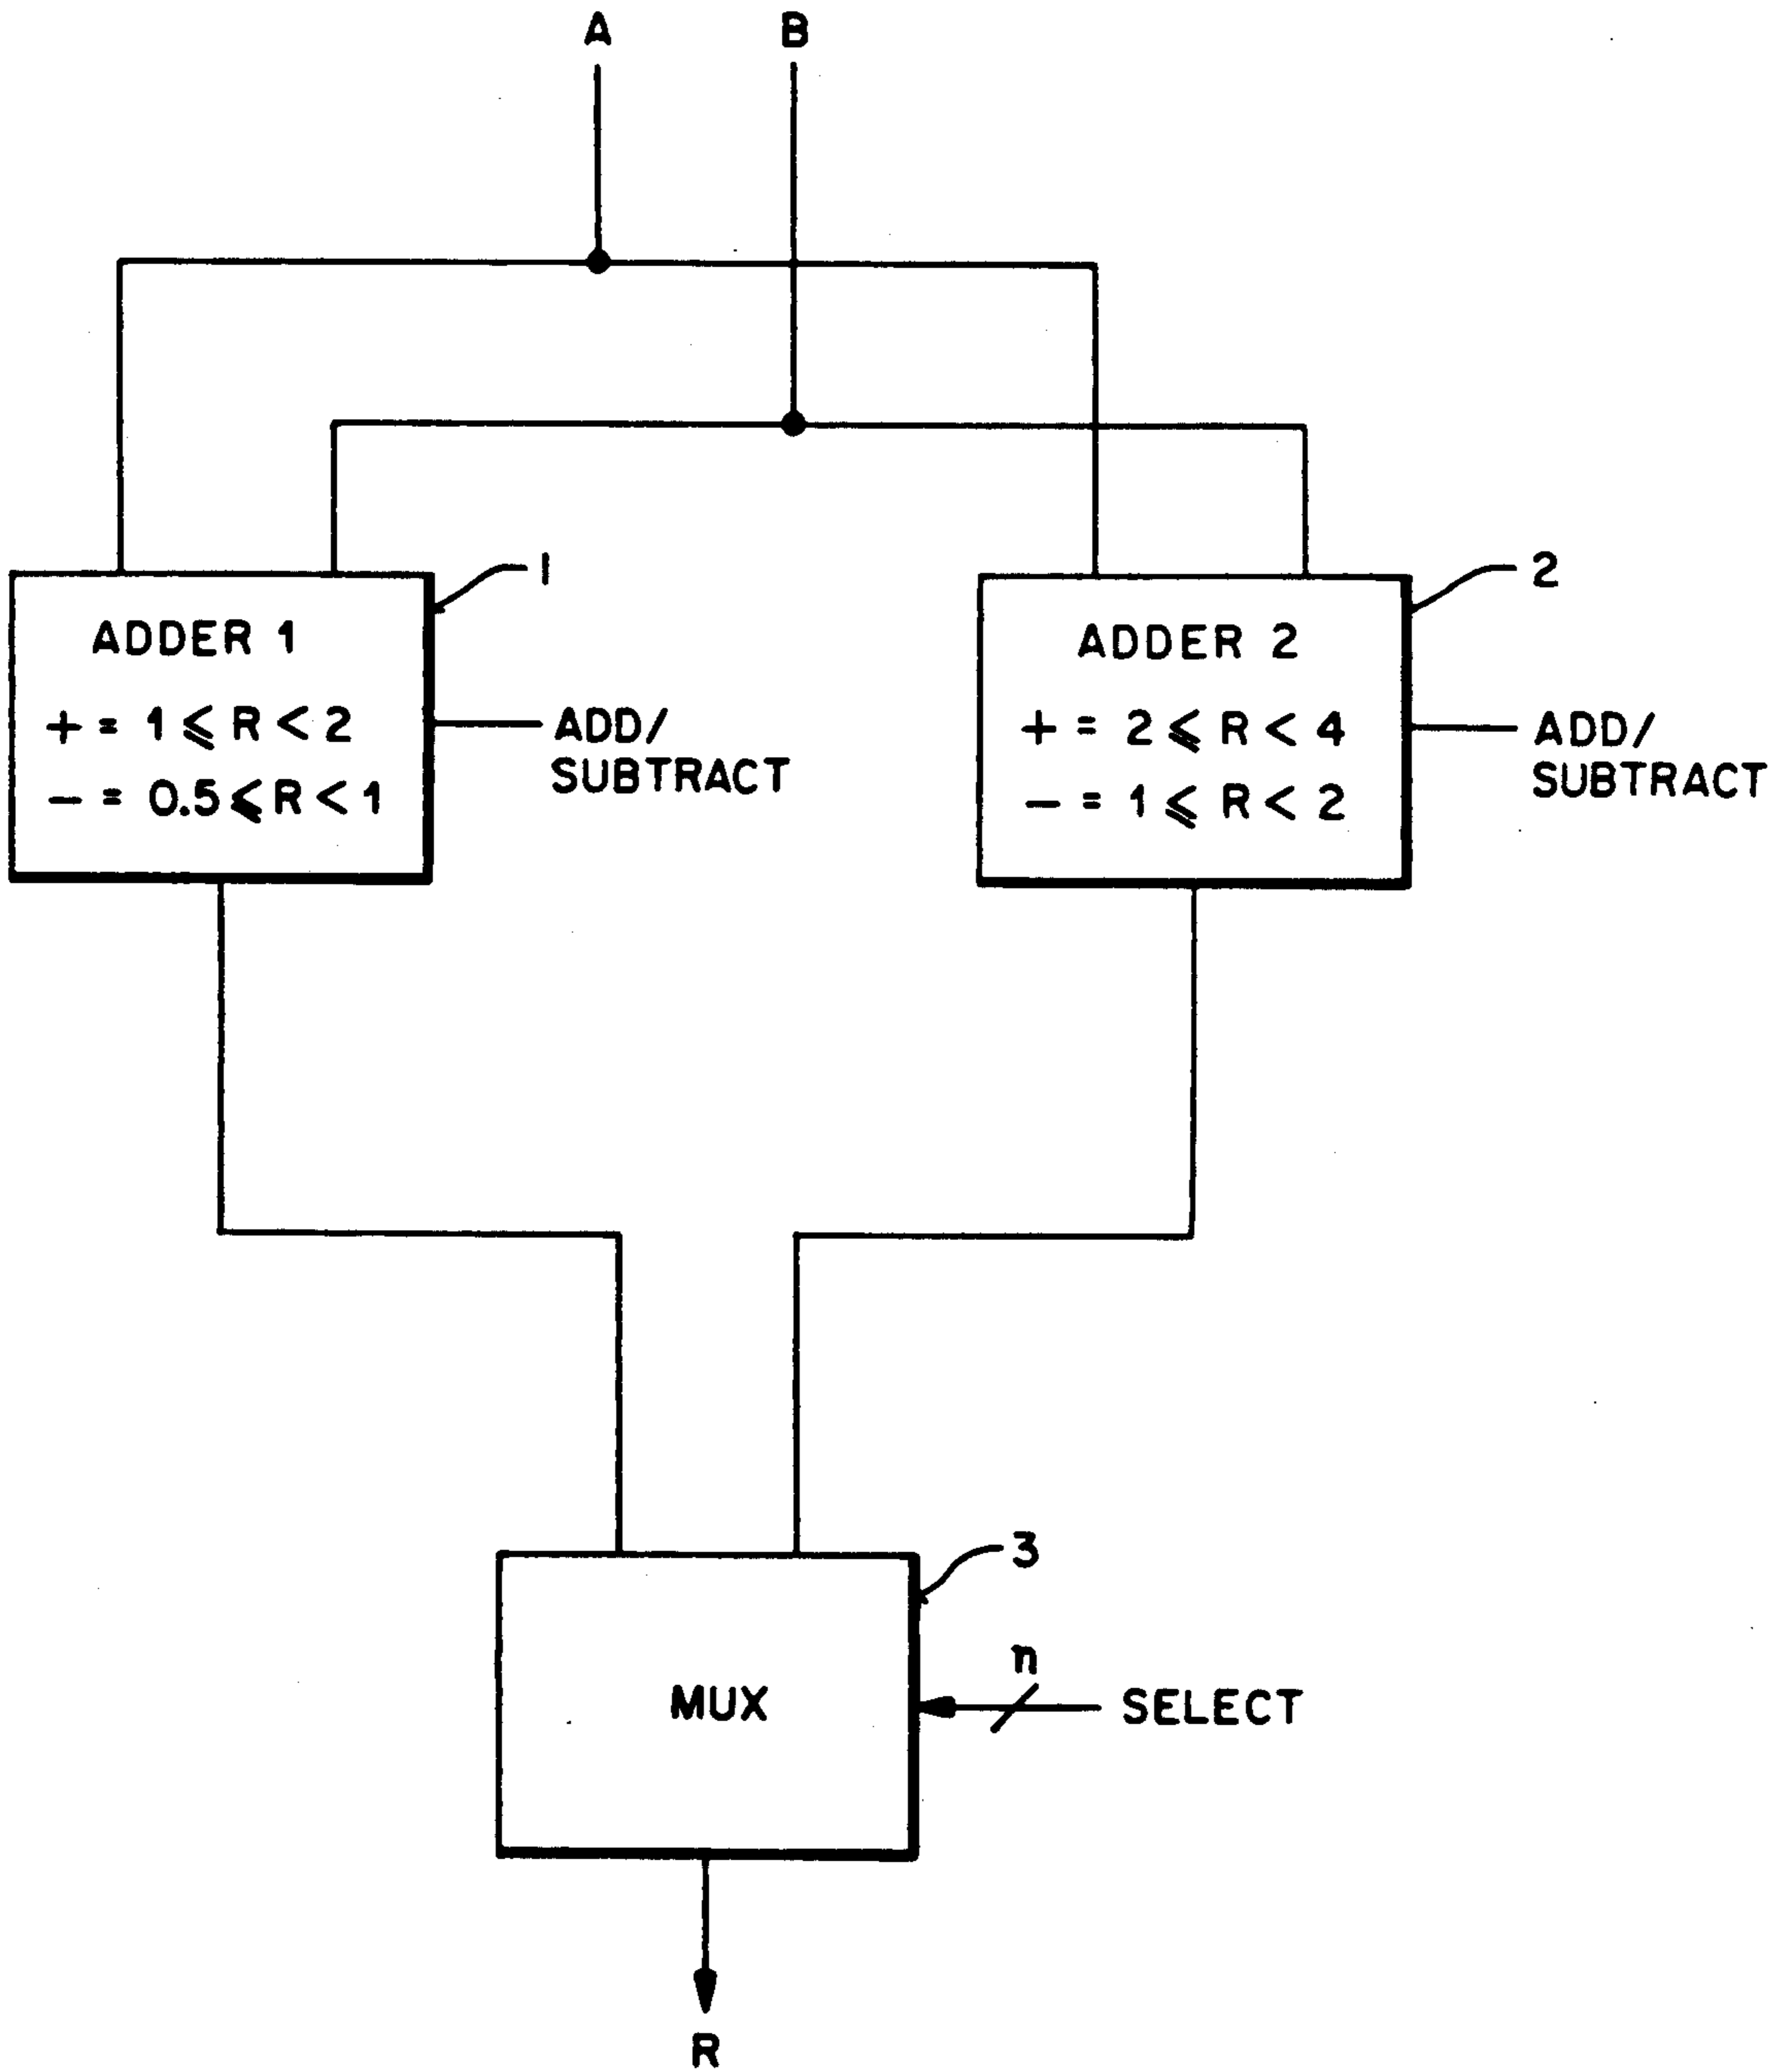 A B
1
ADDER 1
+ = 1 ⩽ R < 2
− = 0.5 ⩽ R < 1
ADD/
SUBTRACT
2
ADDER 2
+ = 2 ⩽ R < 4
− = 1 ⩽ R < 2
ADD/
SUBTRACT
3
MUX
n
SELECT
R